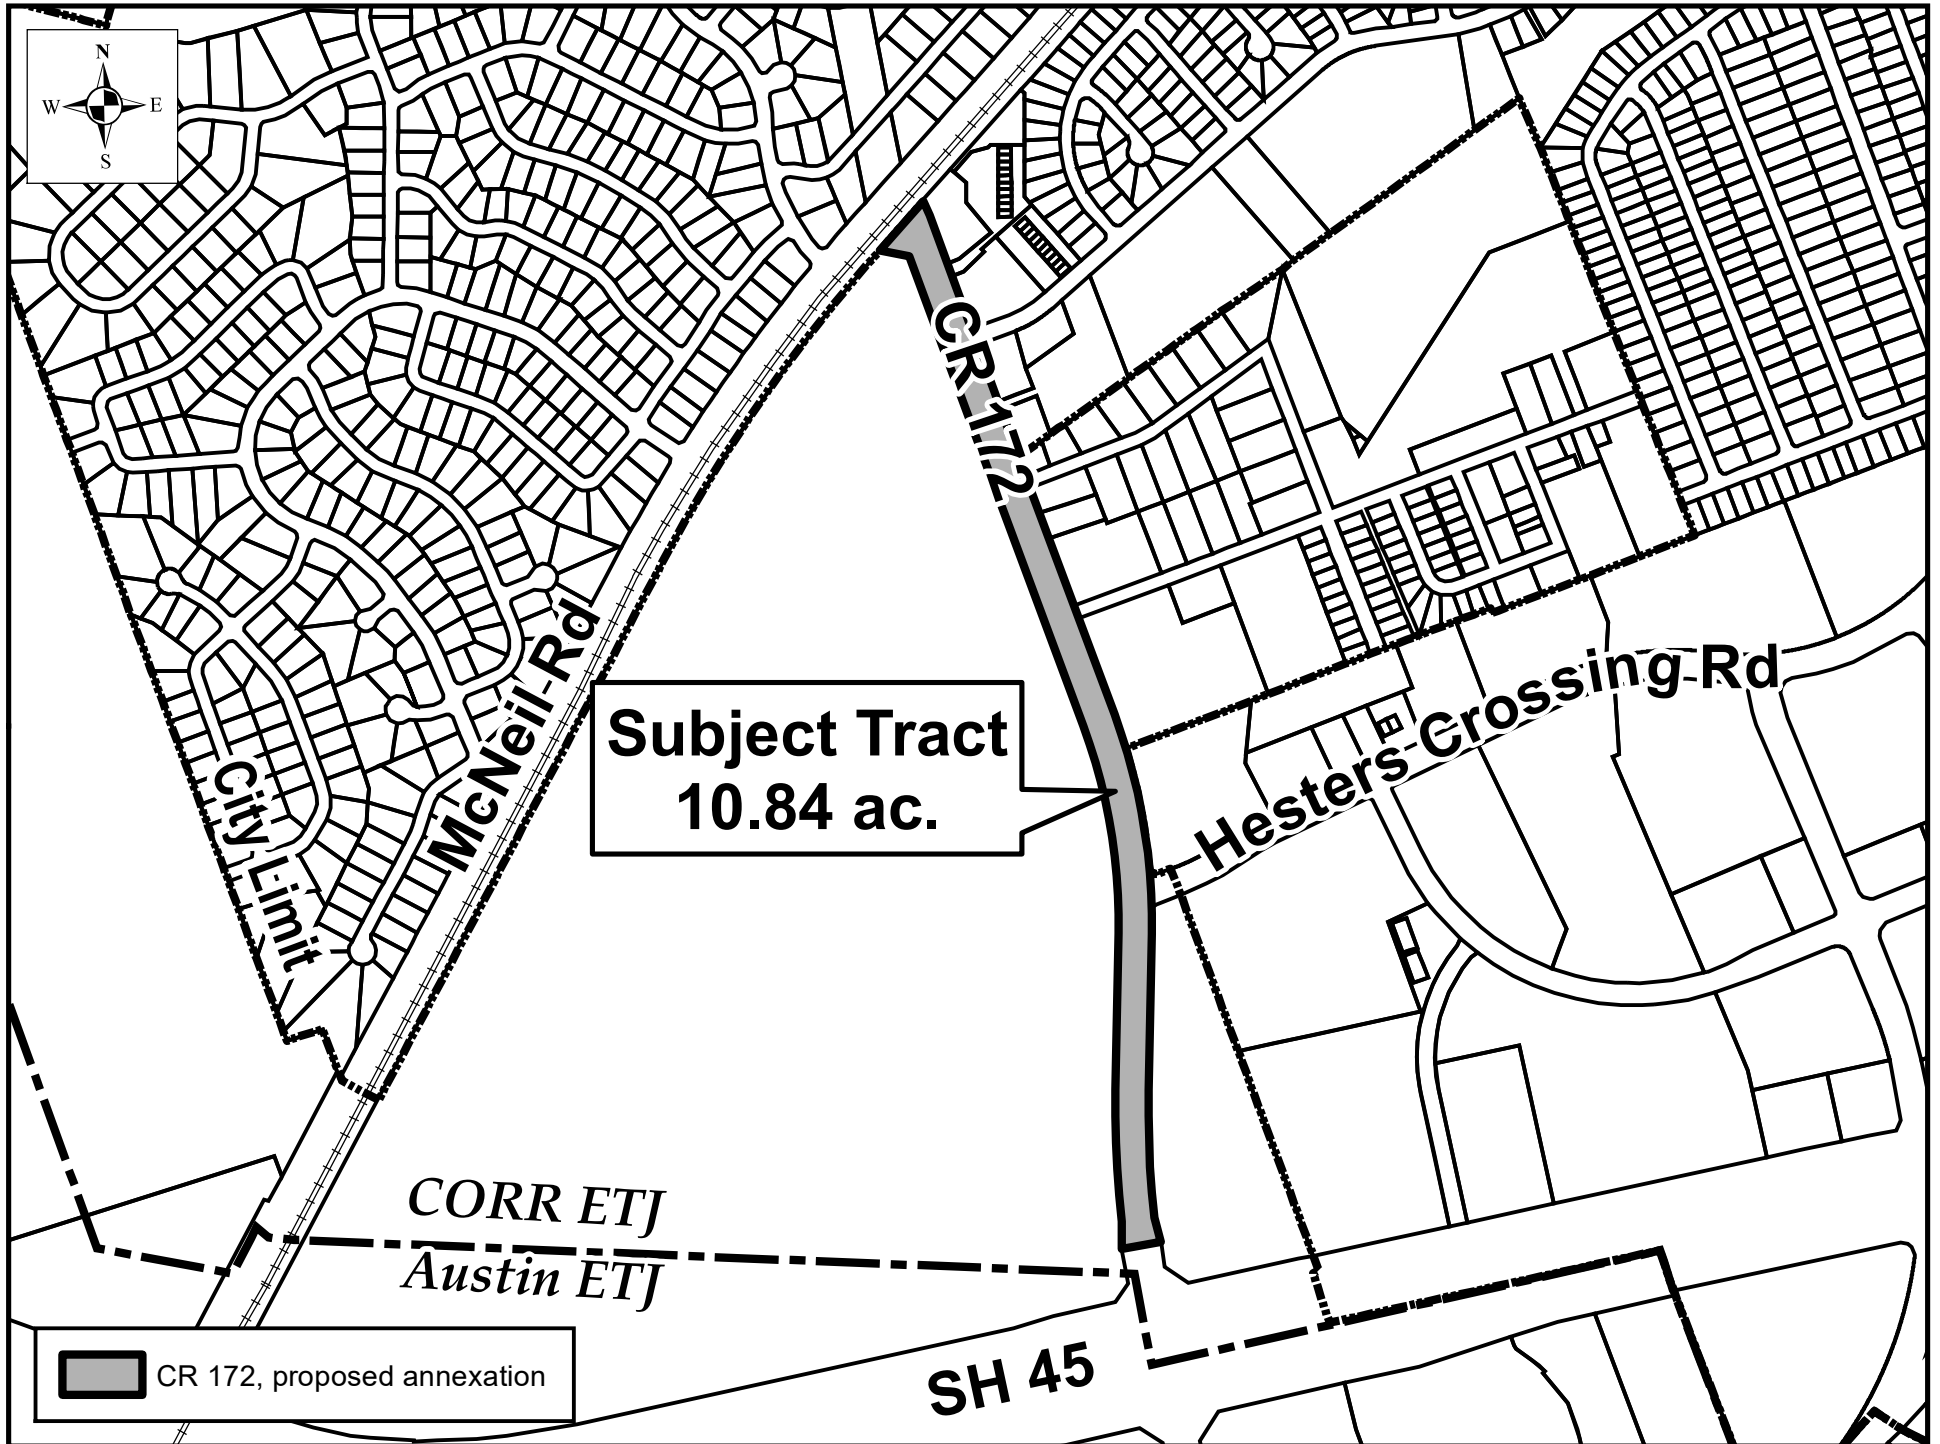 N
W E
S
CR 172
McNeil Rd
Subject Tract
10.84 ac.
Hesters Crossing Rd
City Limit
CORR ETJ
Austin ETJ
SH 45
CR 172, proposed annexation